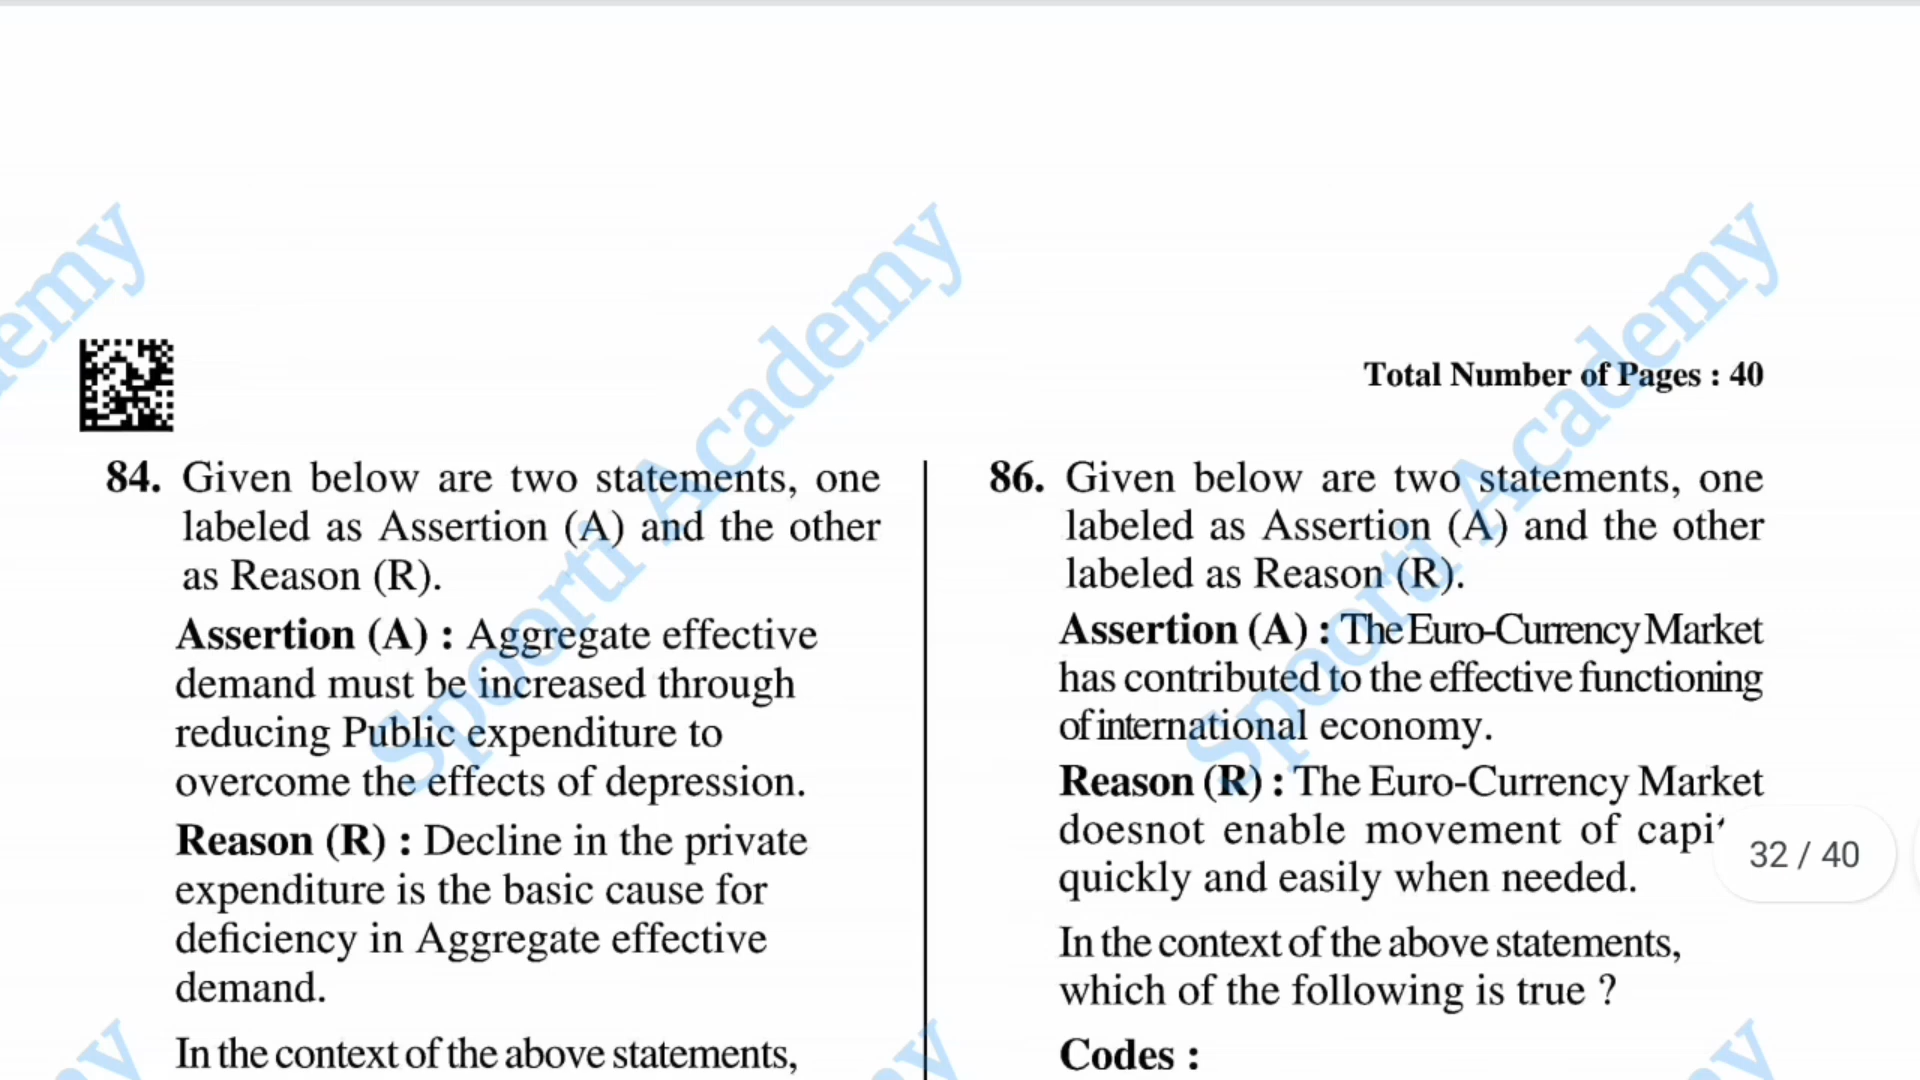 Total Number of Pages : 40
84. Given below are two statements, one
labeled as Assertion (A) and the other
as Reason (R).
Assertion (A) : Aggregate effective
demand must be increased through
reducing Public expenditure to
overcome the effects of depression.
Reason (R) : Decline in the private
expenditure is the basic cause for
deficiency in Aggregate effective
demand.
In the context of the above statements,
86. Given below are two statements, one
labeled as Assertion (A) and the other
labeled as Reason (R).
Assertion (A) : The Euro-Currency Market
has contributed to the effective functioning
of international economy.
Reason (R) : The Euro-Currency Market
doesnot enable movement of
quickly and easily when needed.
In the context of the above statements,
which of the following is true ?
Codes :
32 / 40
Spoorti Academy
Spoorti Academy